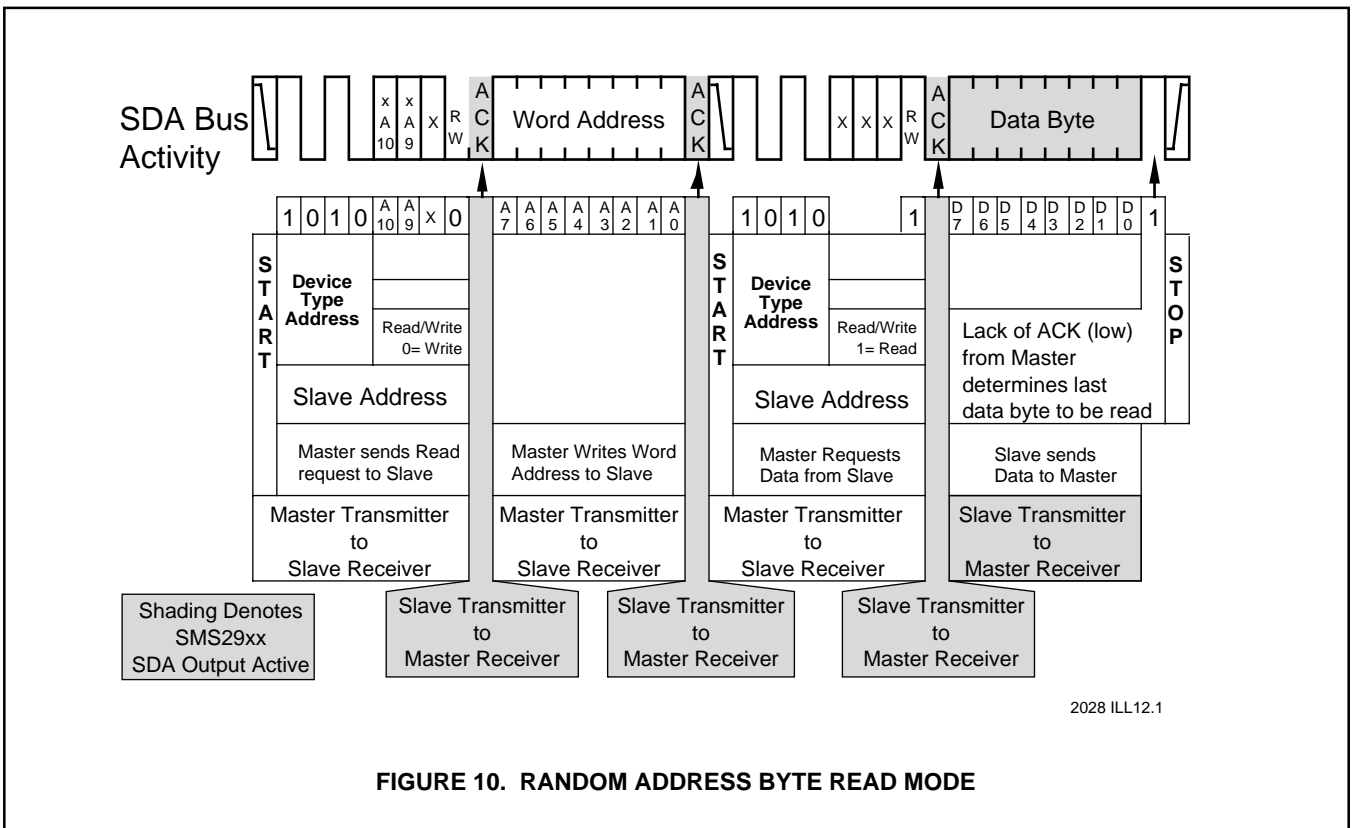 SDA Bus
Activity
x A 10
x A 9
X
R W
A C K
Word Address
A C K
X X X
R W
A C K
Data Byte
1 0 1 0 A 10 A 9 X 0
A 7 A 6 A 5 A 4 A 3 A 2 A 1 A 0
1 0 1 0
1
D 7 D 6 D 5 D 4 D 3 D 2 D 1 D 0
1
START
Device
Type
Address
Read/Write
0= Write
START
Device
Type
Address
Read/Write
1= Read
Lack of ACK (low)
from Master
determines last
data byte to be read
STOP
Slave Address
Slave Address
Master sends Read
request to Slave
Master Writes Word
Address to Slave
Master Requests
Data from Slave
Slave sends
Data to Master
Master Transmitter
to
Slave Receiver
Master Transmitter
to
Slave Receiver
Master Transmitter
to
Slave Receiver
Slave Transmitter
to
Master Receiver
Shading Denotes
SMS29xx
SDA Output Active
Slave Transmitter
to
Master Receiver
Slave Transmitter
to
Master Receiver
Slave Transmitter
to
Master Receiver
2028 ILL12.1
FIGURE 10. RANDOM ADDRESS BYTE READ MODE